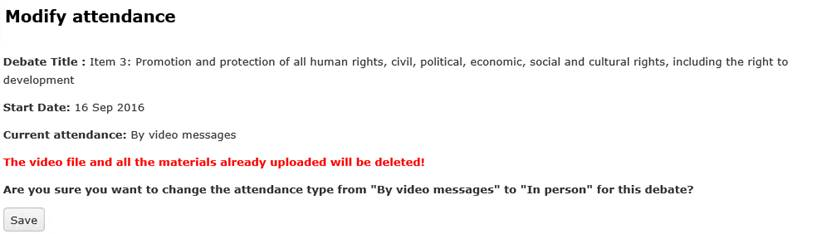 Modify attendance
Debate Title : Item 3: Promotion and protection of all human rights, civil, political, economic, social and cultural rights, including the right to
development
Start Date: 16 Sep 2016
Current attendance: By video messages
The video file and all the materials already uploaded will be deleted!
Are you sure you want to change the attendance type from "By video messages" to "In person" for this debate?
Save